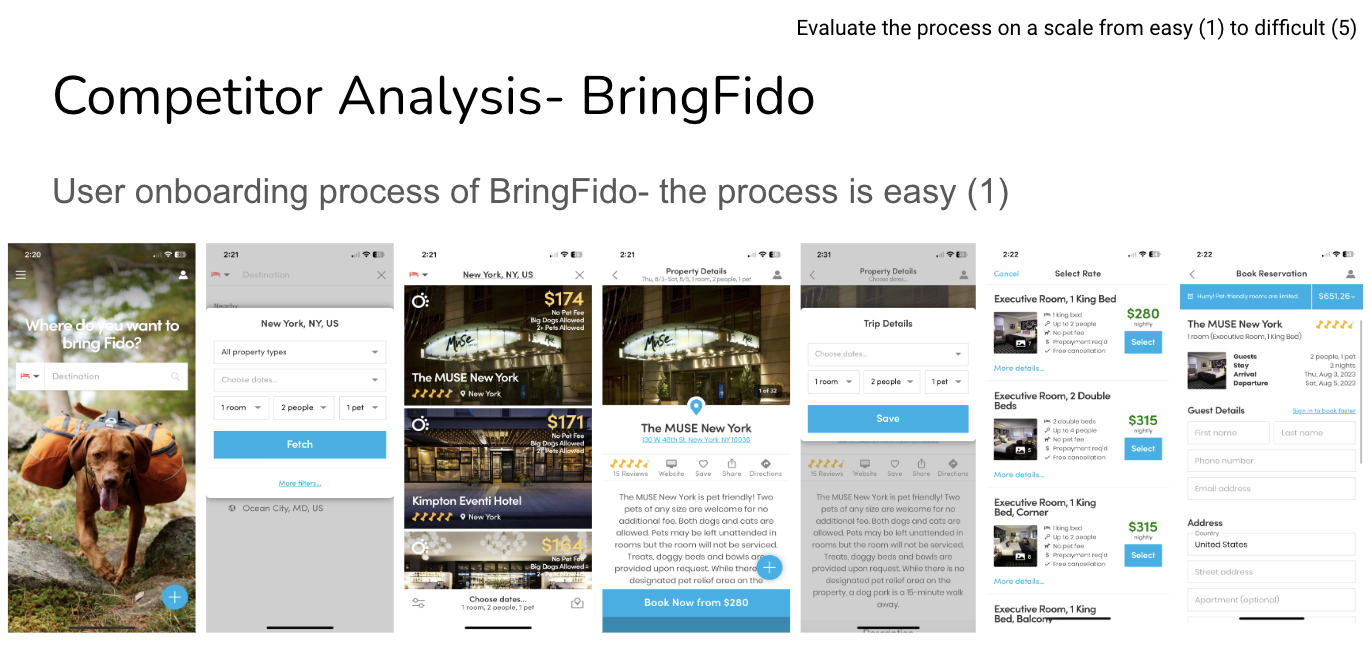 Evaluate the process on a scale from easy (1) to difficult (5)
Competitor Analysis- BringFido
User onboarding process of BringFido- the process is easy (1)
2:20
Where do you want to
bring Fido?
Destination
2:21
Destination
Nearby
New York, NY, US
All property types
Choose dates...
1 room
2 people
1 pet
Fetch
More filters...
Ocean City, MD, US
2:21
New York, NY, US
$174
No Pet Fee
Big Dogs Allowed
2+ Pets Allowed
Muse
The MUSE New York
New York
$171
No Pet Fee
Big Dogs Allowed
2+ Pets Allowed
Kimpton Eventi Hotel
New York
$164
No Pet Fee
Big Dogs Allowed
Choose dates...
1 room, 2 people, 1 pet
2:21
Property Details
Thu, 8/3-Sat, 8/5, 1 room, 2 people, 1 pet
Muse
1 of 32
The MUSE New York
130 W 46th St, New York, NY 10036
15 Reviews
Website
Save
Share
Directions
The MUSE New York is pet friendly! Two
pets of any size are welcome for no
additional fee. Both dogs and cats are
allowed. Pets may be left unattended in
rooms but the room will not be serviced.
Treats, doggy beds and bowls are
provided upon request. While there
designated pet relief area on the
Book Now from $280
2:31
Property Details
Choose dates...
Trip Details
Choose dates...
1 room
2 people
1 pet
Save
15 Reviews
Website
Save
Share
Directions
The MUSE New York is pet friendly! Two
pets of any size are welcome for no
additional fee. Both dogs and cats are
allowed. Pets may be left unattended in
rooms but the room will not be serviced.
Treats, doggy beds and bowls are
provided upon request. While there is no
designated pet relief area on the
property, a dog park is a 15-minute walk
away.
Description
2:22
Cancel
Select Rate
Executive Room, 1 King Bed
1 king bed
Up to 2 people
No pet fee
Prepayment req'd
Free cancellation
7
$280
nightly
Select
More details...
Executive Room, 2 Double
Beds
2 double beds
Up to 4 people
No pet fee
Prepayment req'd
Free cancellation
5
$315
nightly
Select
More details...
Executive Room, 1 King
Bed, Corner
1 king bed
Up to 2 people
No pet fee
Prepayment req'd
Free cancellation
8
$315
nightly
Select
More details...
Executive Room, 1 King
Bed, Balcony
2:22
Book Reservation
Hurry! Pet-friendly rooms are limited.
$651.26
The MUSE New York
1 room (Executive Room, 1 King Bed)
Guests 2 people, 1 pet
Stay 2 nights
Arrival Thu, Aug 3, 2023
Departure Sat, Aug 5, 2023
Guest Details
Sign in to book faster
First name
Last name
Phone number
Email address
Address
Country
United States
Street address
Apartment (optional)